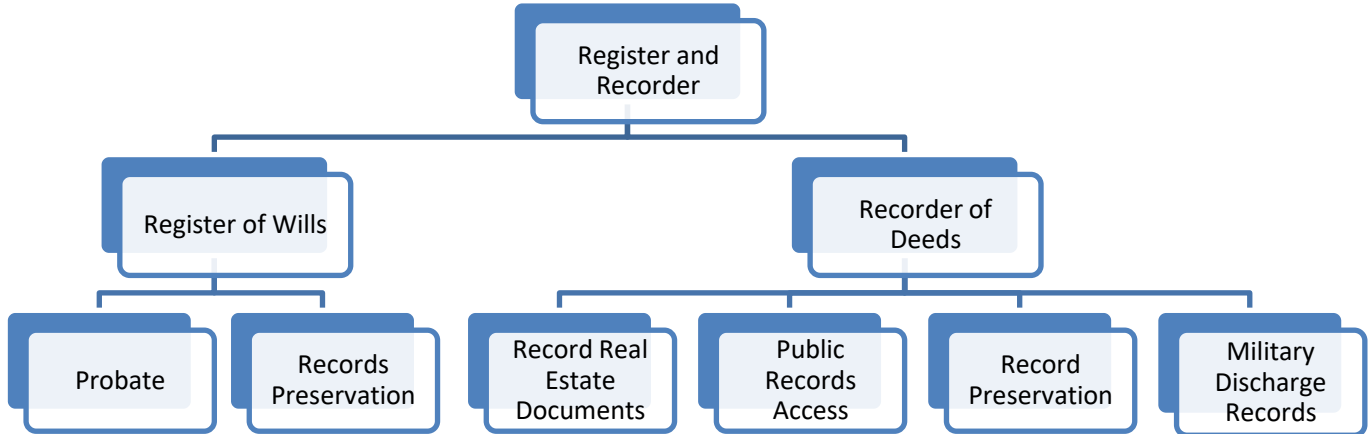 Register and
Recorder
Register of Wills
Recorder of
Deeds
Probate
Records
Preservation
Record Real
Estate
Documents
Public
Records
Access
Record
Preservation
Military
Discharge
Records